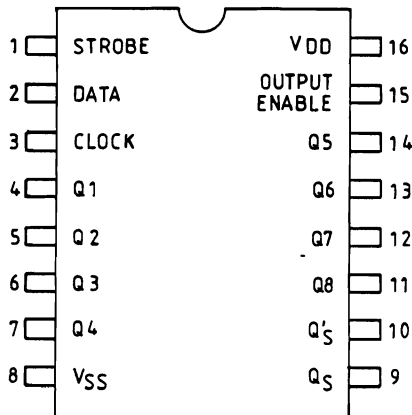 1 STROBE VDD 16
2 DATA OUTPUT ENABLE 15
3 CLOCK Q5 14
4 Q1 Q6 13
5 Q2 Q7 12
6 Q3 Q8 11
7 Q4 Q'S 10
8 VSS QS 9